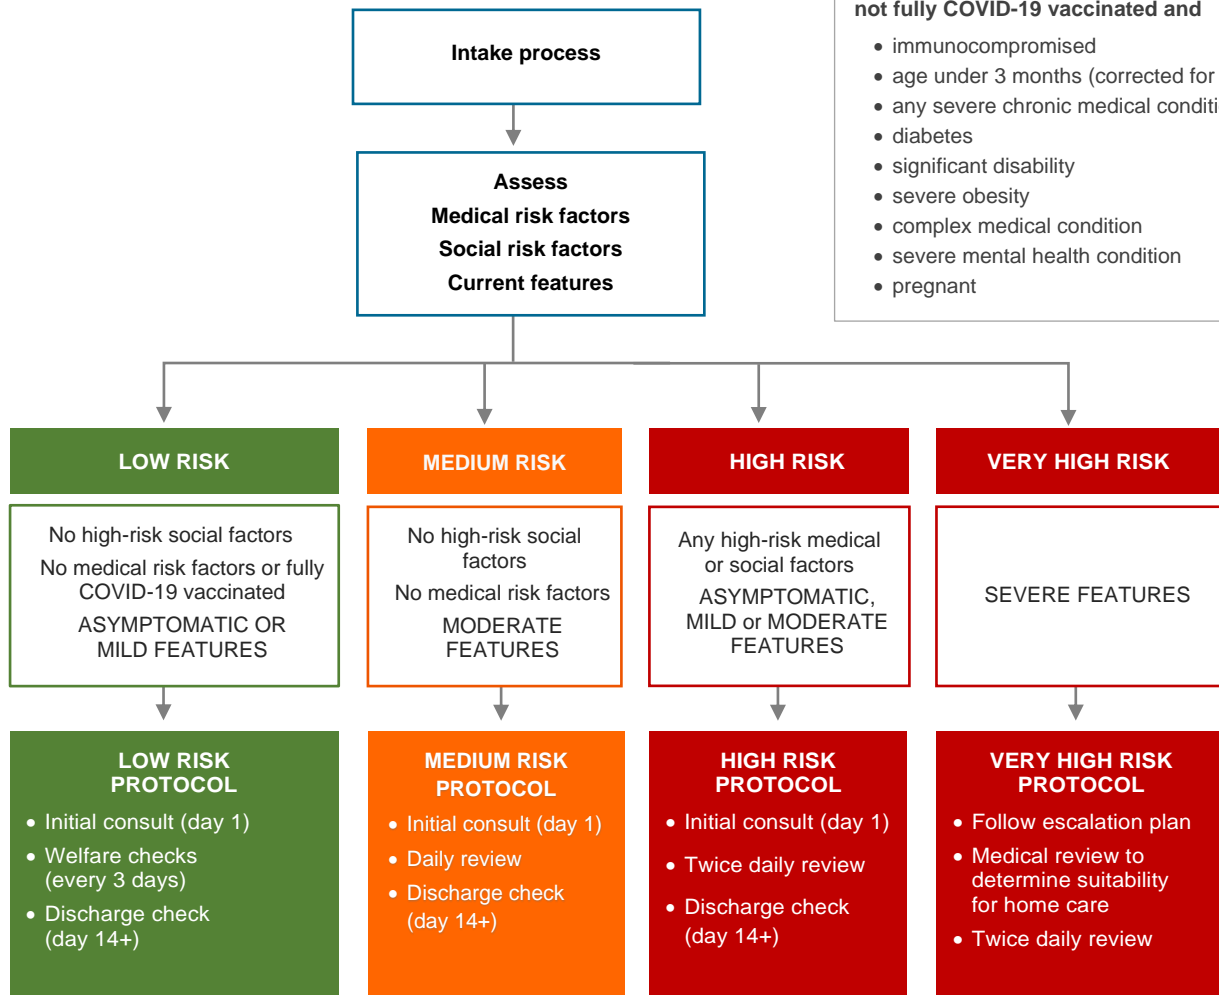 Intake process
not fully COVID-19 vaccinated and
• immunocompromised
• age under 3 months (corrected for
• any severe chronic medical conditi
• diabetes
• significant disability
• severe obesity
• complex medical condition
• severe mental health condition
• pregnant
Assess
Medical risk factors
Social risk factors
Current features
LOW RISK
No high-risk social factors
No medical risk factors or fully
COVID-19 vaccinated
ASYMPTOMATIC OR
MILD FEATURES
LOW RISK
PROTOCOL
• Initial consult (day 1)
• Welfare checks
(every 3 days)
• Discharge check
(day 14+)
MEDIUM RISK
No high-risk social
factors
No medical risk factors
MODERATE
FEATURES
MEDIUM RISK
PROTOCOL
• Initial consult (day 1)
• Daily review
• Discharge check
(day 14+)
HIGH RISK
Any high-risk medical
or social factors
ASYMPTOMATIC,
MILD or MODERATE
FEATURES
HIGH RISK
PROTOCOL
• Initial consult (day 1)
• Twice daily review
• Discharge check
(day 14+)
VERY HIGH RISK
SEVERE FEATURES
VERY HIGH RISK
PROTOCOL
• Follow escalation plan
• Medical review to
determine suitability
for home care
• Twice daily review